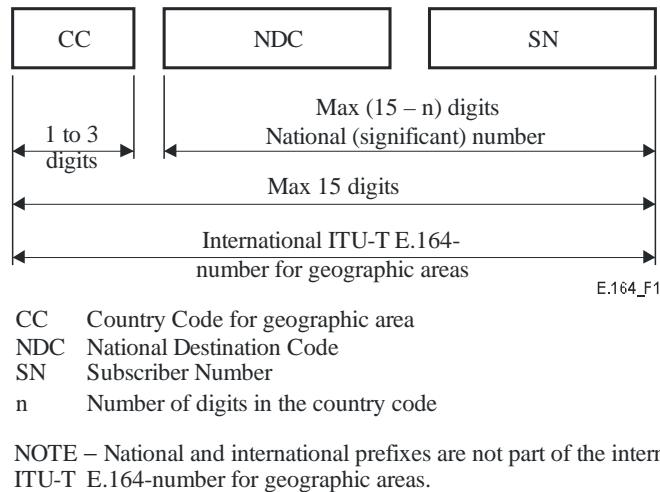 CC NDC SN
Max (15 – n) digits
1 to 3
digits
National (significant) number
Max 15 digits
International ITU-T E.164-
number for geographic areas
E.164_F1
CC Country Code for geographic area
NDC National Destination Code
SN Subscriber Number
n Number of digits in the country code
NOTE – National and international prefixes are not part of the
ITU-T E.164-number for geographic areas.